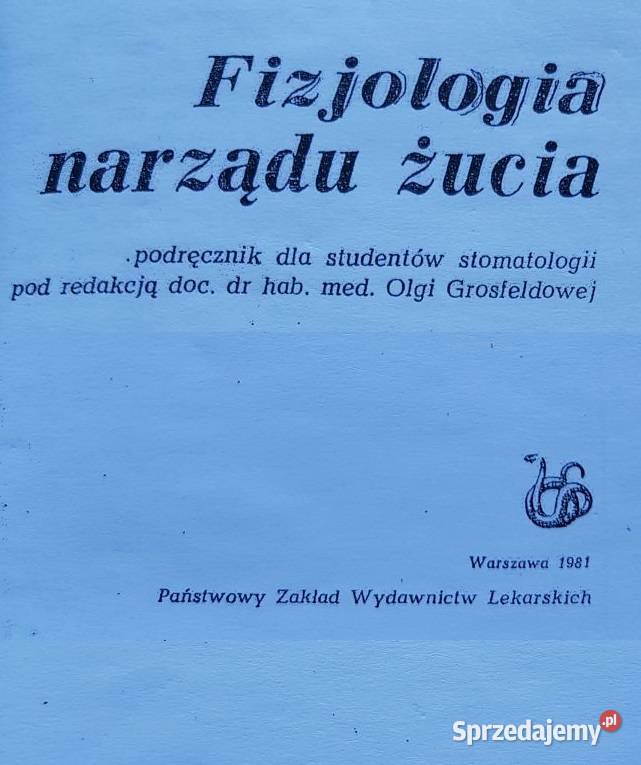 Fizjologia
narządu żucia
podręcznik dla studentów stomatologii
pod redakcją doc. dr hab. med. Olgi Grosfeldowej
Warszawa 1981
Państwowy Zakład Wydawnictw Lekarskich
Sprzedajemy.pl